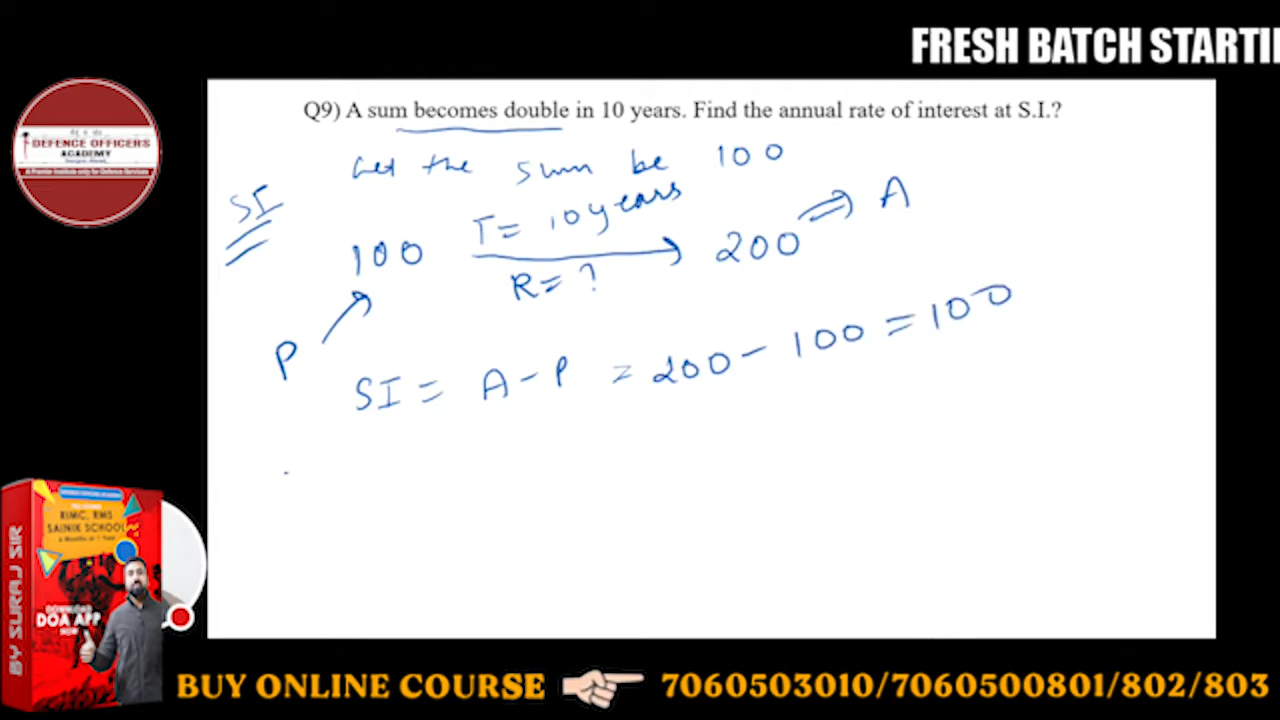 FRESH BATCH STARTI
DEFENCE OFFICERS
ACADEMY
Q9) A sum becomes double in 10 years. Find the annual rate of interest at S.I.?
Let the sum be 100
SI
100 T= 10 years 200 ⇒ A
R= ?
P
SI = A - P = 200 - 100 = 100
RIMC, RMS
SAINIK SCHOOL
DOWNLOAD
DOA APP
NOW
BY SURAJ SIR
BUY ONLINE COURSE 7060503010/7060500801/802/803